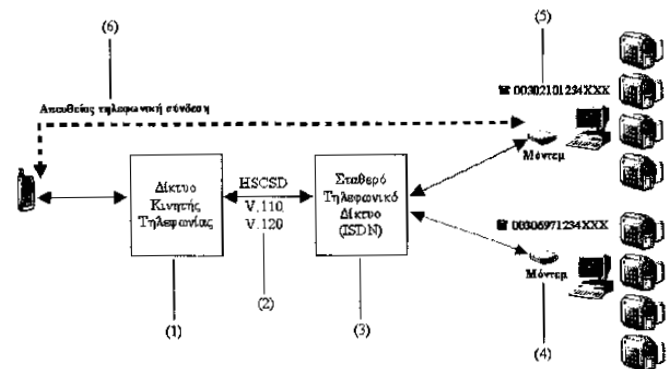 (6)
(5)
☎ 00302101234XXX
Απευθείας τηλεφωνική σύνδεση
Μόντεμ
Δίκτυο
Κινητής
Τηλεφωνίας
HSCSD
V.110
V.120
Σταθερό
Τηλεφωνικό
Δίκτυο
(ISDN)
☎ 00306971234XXX
Μόντεμ
(1)
(2)
(3)
(4)